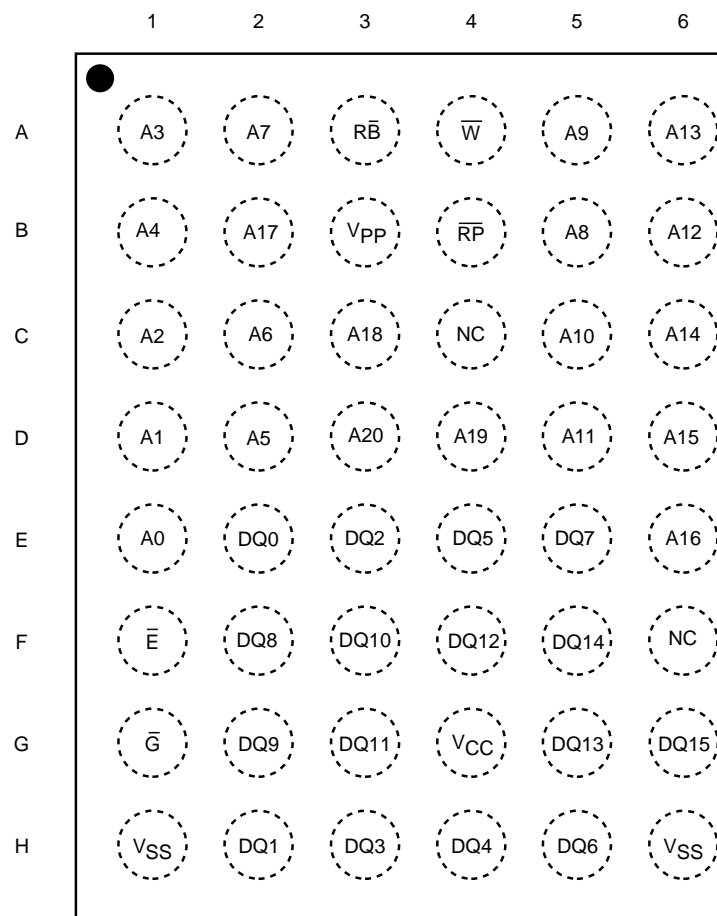 1 2 3 4 5 6
A A3 A7 RB̅ W̅ A9 A13
B A4 A17 VPP R̅P̅ A8 A12
C A2 A6 A18 NC A10 A14
D A1 A5 A20 A19 A11 A15
E A0 DQ0 DQ2 DQ5 DQ7 A16
F E̅ DQ8 DQ10 DQ12 DQ14 NC
G G̅ DQ9 DQ11 VCC DQ13 DQ15
H VSS DQ1 DQ3 DQ4 DQ6 VSS